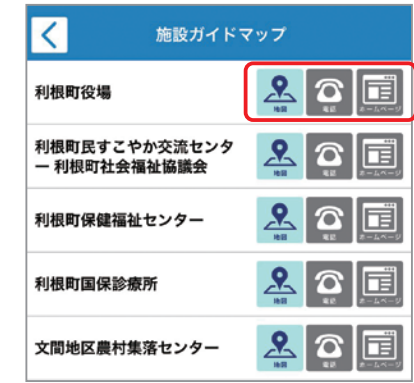 施設ガイドマップ
利根町役場
地図 電話 ホームページ
利根町民すこやか交流センタ
ー 利根町社会福祉協議会
地図 電話 ホームページ
利根町保健福祉センター
地図 電話 ホームページ
利根町国保診療所
地図 電話 ホームページ
文間地区農村集落センター
地図 電話 ホームページ